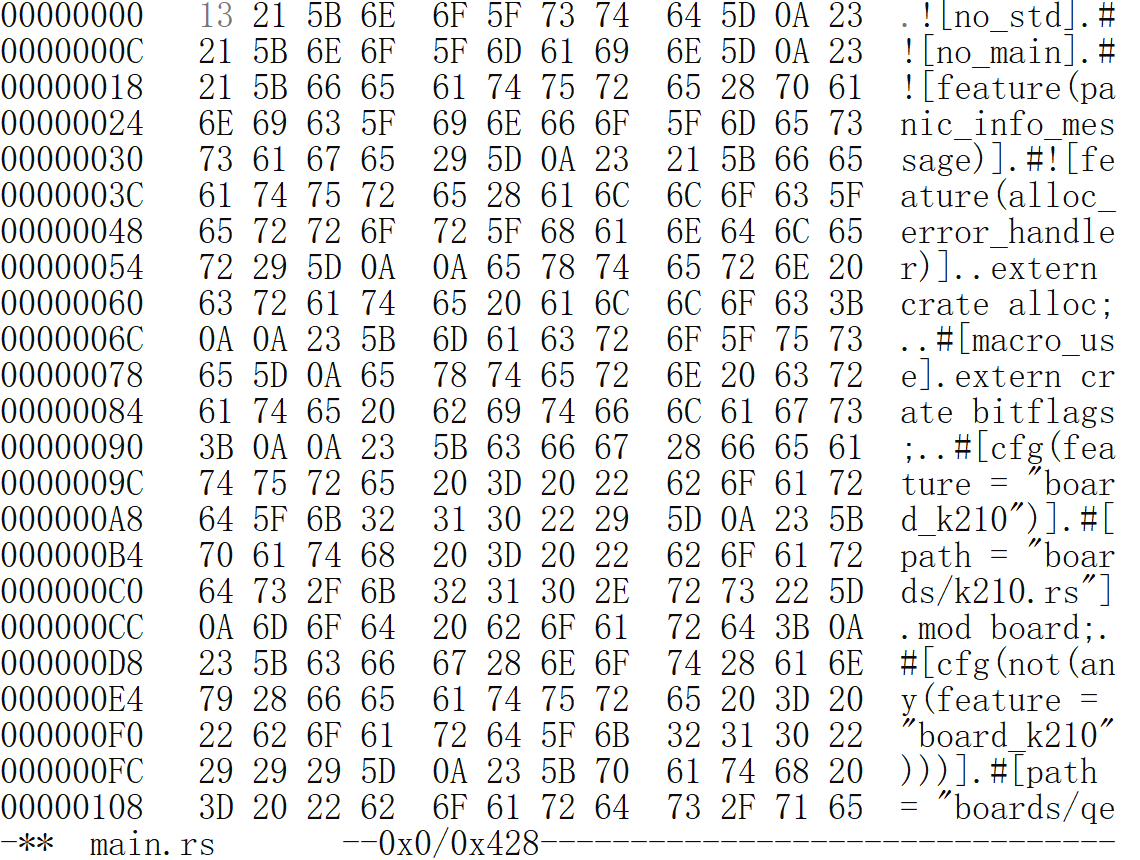 00000000   13 21 5B 6E  6F 5F 73 74  64 5D 0A 23  .![no_std].#
0000000C   21 5B 6E 6F  5F 6D 61 69  6E 5D 0A 23  ![no_main].#
00000018   21 5B 66 65  61 74 75 72  65 28 70 61  ![feature(pa
00000024   6E 69 63 5F  69 6E 66 6F  5F 6D 65 73  nic_info_mes
00000030   73 61 67 65  29 5D 0A 23  21 5B 66 65  sage)].#![fe
0000003C   61 74 75 72  65 28 61 6C  6C 6F 63 5F  ature(alloc_
00000048   65 72 72 6F  72 5F 68 61  6E 64 6C 65  error_handle
00000054   72 29 5D 0A  0A 65 78 74  65 72 6E 20  r)]..extern
00000060   63 72 61 74  65 20 61 6C  6C 6F 63 3B  crate alloc;
0000006C   0A 0A 23 5B  6D 61 63 72  6F 5F 75 73  ..#[macro_us
00000078   65 5D 0A 65  78 74 65 72  6E 20 63 72  e].extern cr
00000084   61 74 65 20  62 69 74 66  6C 61 67 73  ate bitflags
00000090   3B 0A 0A 23  5B 63 66 67  28 66 65 61  ;..#[cfg(fea
0000009C   74 75 72 65  20 3D 20 22  62 6F 61 72  ture = "boar
000000A8   64 5F 6B 32  31 30 22 29  5D 0A 23 5B  d_k210")].#[
000000B4   70 61 74 68  20 3D 20 22  62 6F 61 72  path = "boar
000000C0   64 73 2F 6B  32 31 30 2E  72 73 22 5D  ds/k210.rs"]
000000CC   0A 6D 6F 64  20 62 6F 61  72 64 3B 0A  .mod board;.
000000D8   23 5B 63 66  67 28 6E 6F  74 28 61 6E  #[cfg(not(an
000000E4   79 28 66 65  61 74 75 72  65 20 3D 20  y(feature =
000000F0   22 62 6F 61  72 64 5F 6B  32 31 30 22  "board_k210"
000000FC   29 29 29 5D  0A 23 5B 70  61 74 68 20  )))].#[path
00000108   3D 20 22 62  6F 61 72 64  73 2F 71 65  = "boards/qe
-**  main.rs       --0x0/0x428--------------------------------